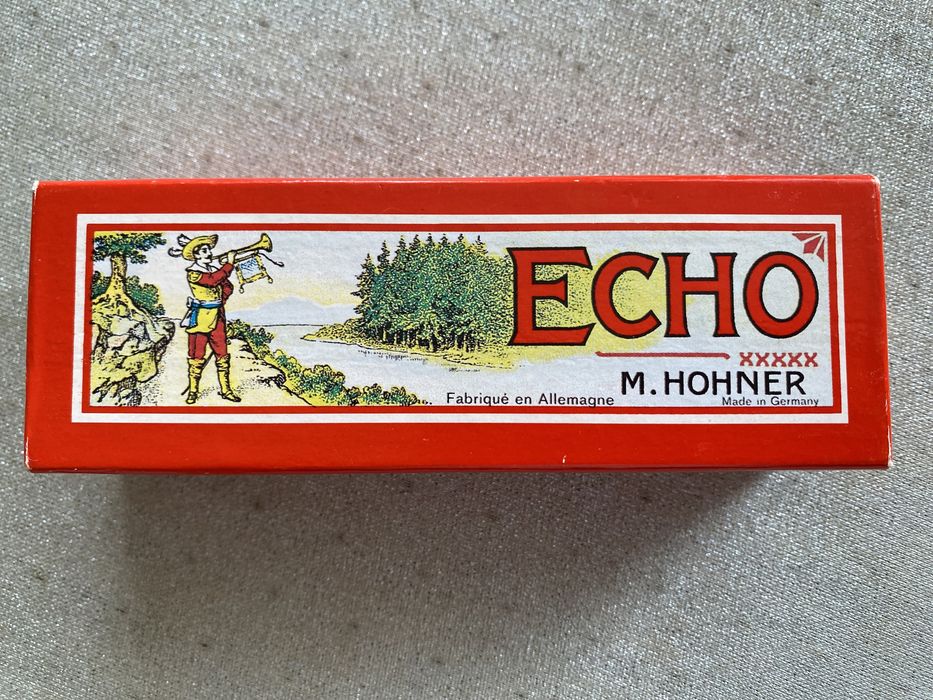 ECHO
XXXXX
M. HOHNER
Fabriqué en Allemagne
Made in Germany